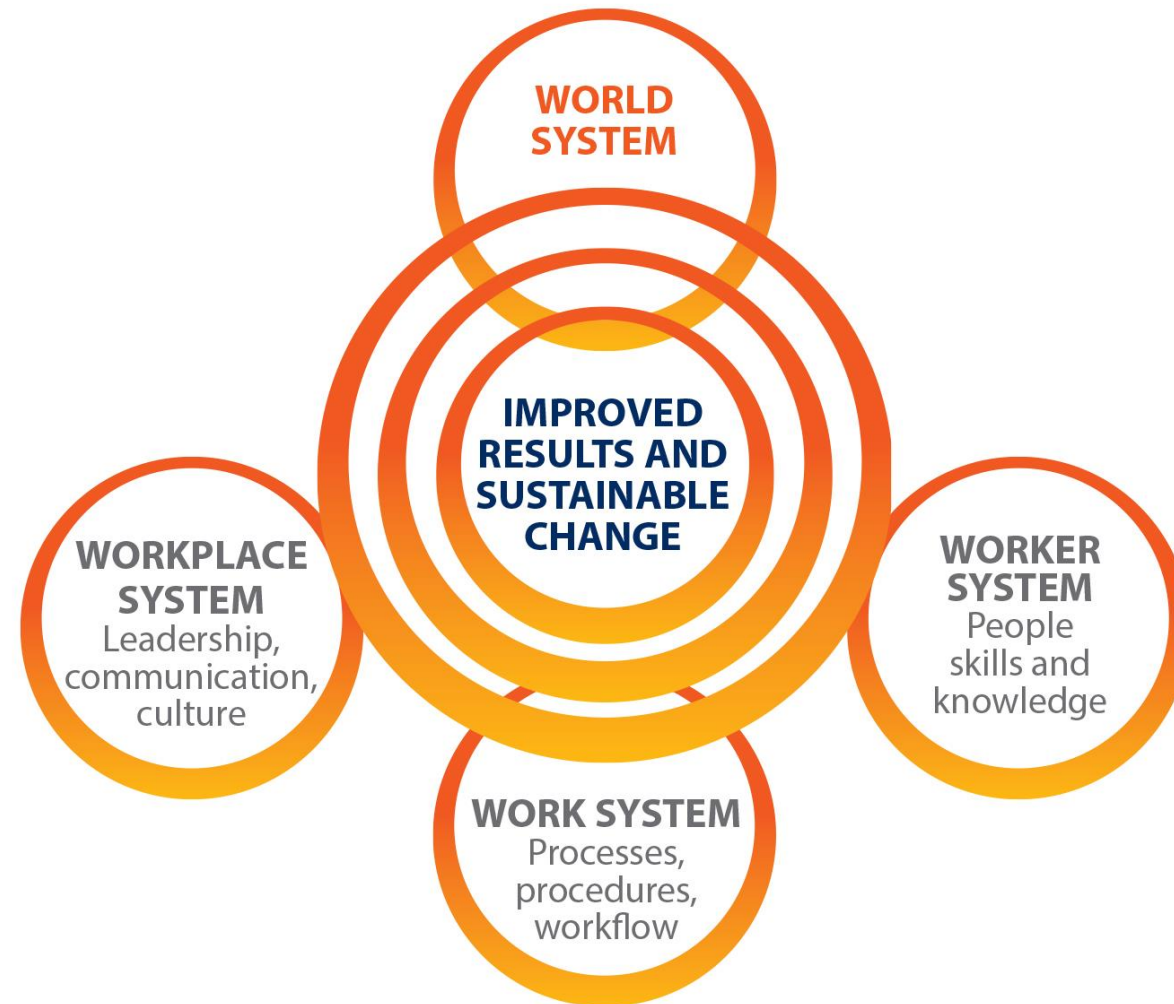 WORLD
SYSTEM
IMPROVED
RESULTS AND
SUSTAINABLE
CHANGE
WORKPLACE
SYSTEM
Leadership,
communication,
culture
WORKER
SYSTEM
People
skills and
knowledge
WORK SYSTEM
Processes,
procedures,
workflow